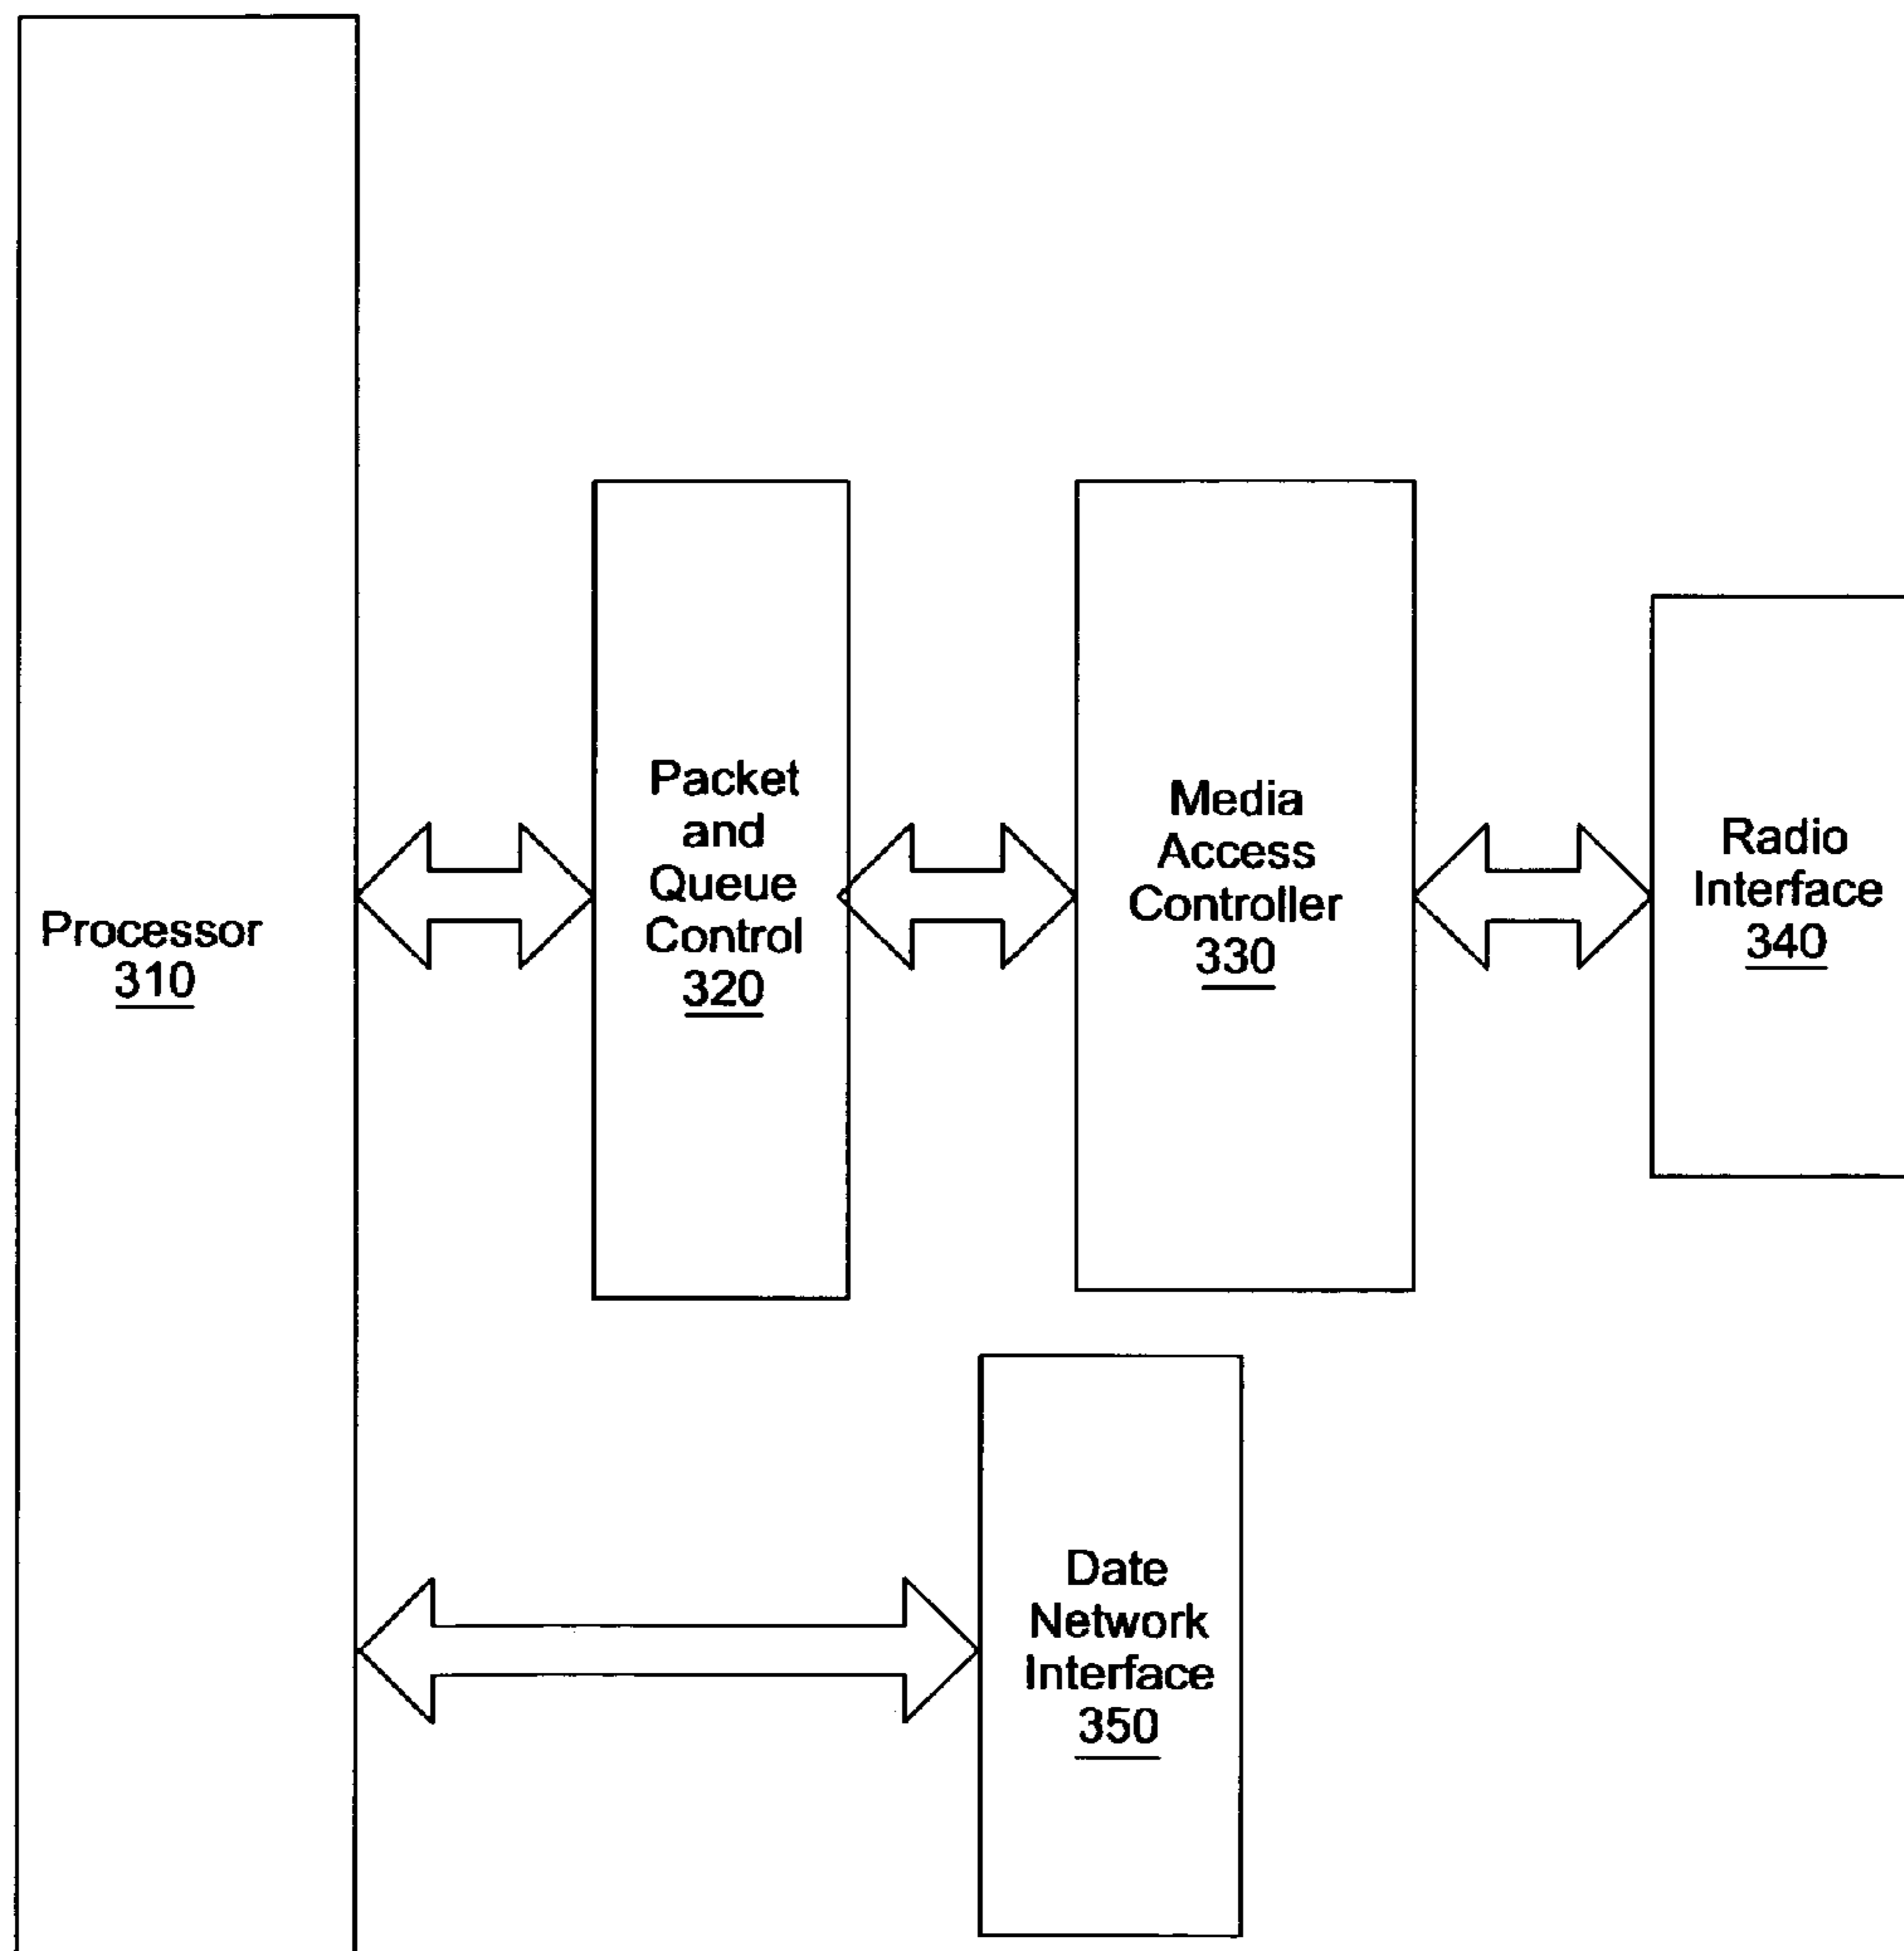 Processor
310
Packet
and
Queue
Control
320
Media
Access
Controller
330
Radio
Interface
340
Date
Network
Interface
350